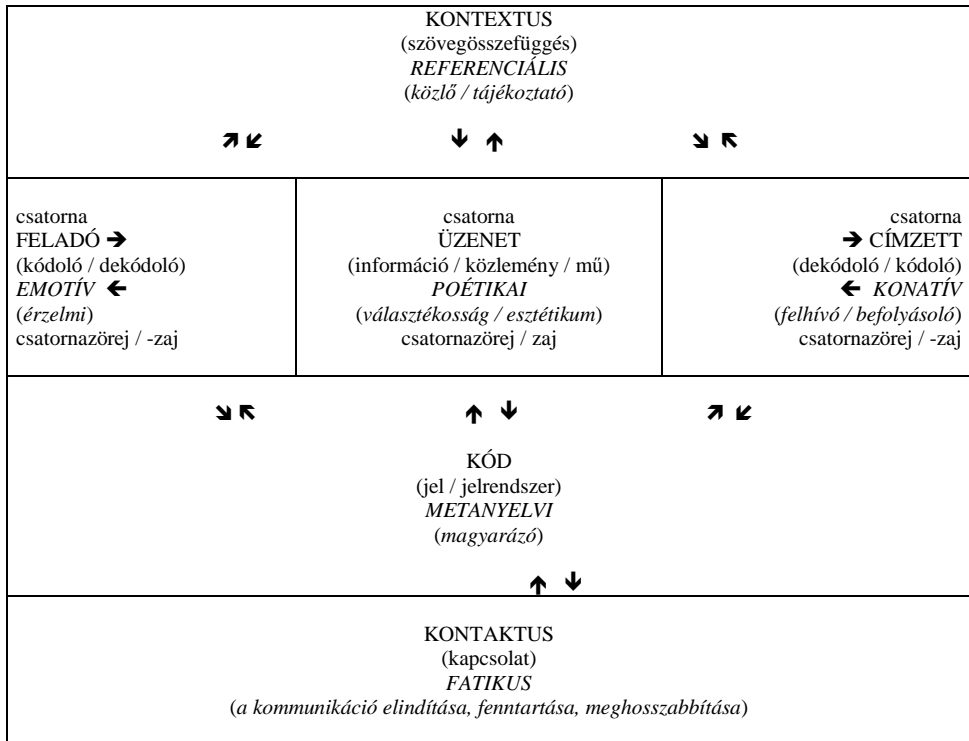 KONTEXTUS
(szövegösszefüggés)
REFERENCIÁLIS
(közlő / tájékoztató)
csatorna
FELADÓ
(kódoló / dekódoló)
EMOTÍV
(érzelmi)
csatornazörej / -zaj
csatorna
ÜZENET
(információ / közlemény / mű)
POÉTIKAI
(választékosság / esztétikum)
csatornazörej / zaj
csatorna
CÍMZETT
(dekódoló / kódoló)
KONATÍV
(felhívó / befolyásoló)
csatornazörej / -zaj
KÓD
(jel / jelrendszer)
METANYELVI
(magyarázó)
KONTAKTUS
(kapcsolat)
FATIKUS
(a kommunikáció elindítása, fenntartása, meghosszabbítása)